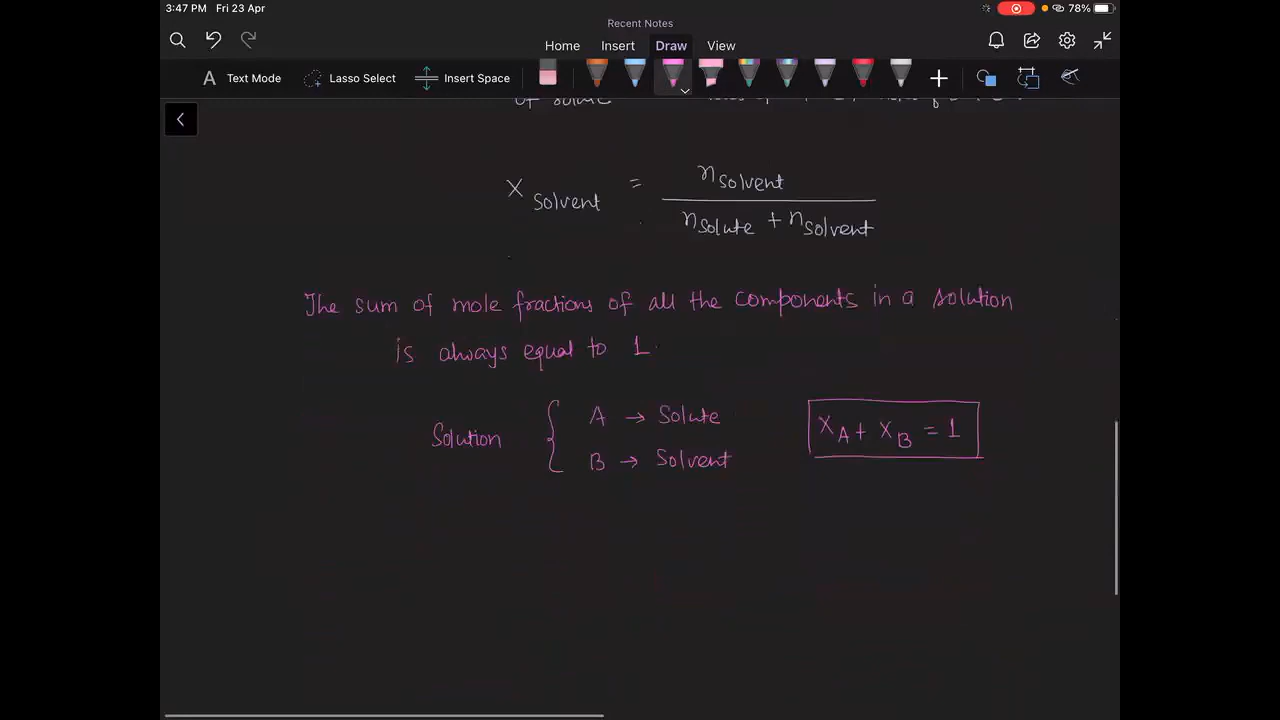 3:47 PM Fri 23 Apr
78%
Recent Notes
Home Insert Draw View
Text Mode Lasso Select Insert Space
of solute
X Solvent = n Solvent / n Solute + n Solvent
The sum of mole fractions of all the components in a solution
is always equal to 1.
Solution { A → Solute
B → Solvent
X A + X B = 1